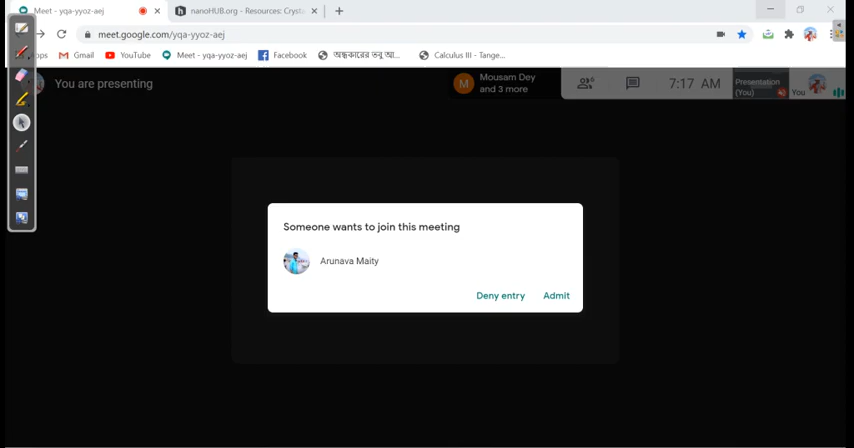 Meet - yqa-yyoz-aej
nanoHUB.org - Resources: Crysta
meet.google.com/yqa-yyoz-aej
Apps Gmail YouTube Meet - yqa-yyoz-aej Facebook অন্ধকারের তবু আ... Calculus III - Tange...
You are presenting
M
Mousam Dey
and 3 more
7:17 AM
Presentation
(You)
You
Someone wants to join this meeting
Arunava Maity
Deny entry Admit